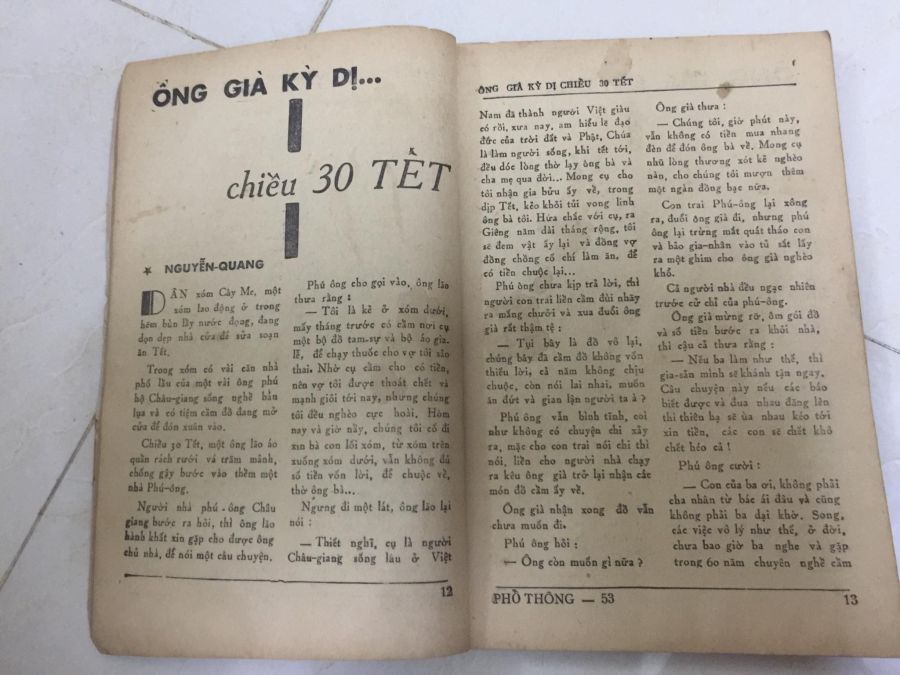 ÔNG GIÀ KỲ DỊ...
chiều 30 TẾT
★ NGUYỄN-QUANG
DÂN xóm Cây Me, một
xóm lao động ở trong
hẻm bùn lầy nước đọng, đang
dọn dẹp nhà cửa để sửa soạn
ăn Tết.
Trong xóm có vài căn nhà
phố lầu của một vài ông phú
hộ Châu-giang sống nghề bán
lụa và có tiệm cầm đồ đang mở
cửa để đón xuân vào.
Chiều 30 Tết, một ông lão áo
quần rách rưới vá trăm mảnh,
chống gậy bước vào thềm một
nhà Phú-ông.
Người nhà phú-ông Châu
giang bước ra hỏi, thì ông lão
hành khất xin gặp cho được ông
chủ nhà, để nói một câu chuyện.
Phú ông cho gọi vào, ông lão
thưa rằng :
— Tôi là kẻ ở xóm dưới,
mấy tháng trước có cầm nơi cụ
một bộ đồ tam-sự và bộ áo gia-
lễ, để chạy thuốc cho vợ tôi sảo
thai. Nhờ cụ cầm cho có tiền,
nên vợ tôi được thoát chết và
mạnh giỏi tới nay, nhưng chúng
tôi đều nghèo cực hoài. Hôm
nay và giờ nầy, chúng tôi cố đi
xin bà con lối xóm, từ xóm trên
xuống xóm dưới, vẫn không đủ
số tiền vốn lời, để chuộc về,
thờ ông bà...
Ngưng đi một lát, ông lão lại
nói :
— Thiết nghĩ, cụ là người
Châu-giang sống lâu ở Việt
12
ÔNG GIÀ KỲ DỊ CHIỀU 30 TẾT
Nam đã thành người Việt giàu
có rồi, xưa nay, am hiểu lẽ đạo
đức của trời đất và Phật, Chúa
là làm người sống, khi tết tới,
đều dóc lòng thờ lạy ông bà và
cha mẹ qua đời... Mong cụ cho
tôi nhận gia bửu ấy về, trong
dịp Tết, kẻo khỏi tủi vong linh
ông bà tôi. Hứa chắc với cụ, ra
Giêng năm dài tháng rộng, tôi
sẽ đem vật ấy lại và đồng vợ
đồng chồng cố chí làm ăn, để
có tiền chuộc lại...
Phú ông chưa kịp trả lời, thì
người con trai liền cầm dùi nhảy
ra mắng chưởi và xua đuổi ông
già rất thậm tệ :
— Tụi bây là đồ vô lại,
chúng bây đã cầm đồ không vốn
thiếu lời, cả năm không chịu
chuộc, còn nói lai nhai, muốn
ăn đứt và gian lận người ta à ?
Phú ông vẫn bình tĩnh, coi
như không có chuyện chi xảy
ra, mặc cho con trai nói chi thì
nói, liền cho người nhà chạy
ra kêu ông già trở lại nhận các
món đồ cầm ấy về.
Ông già nhận xong đồ vẫn
chưa muốn đi.
Phú ông hỏi :
— Ông còn muốn gì nữa ?
Ông già thưa :
— Chúng tôi, giờ phút này,
vẫn không có tiền mua nhang
đèn để đón ông bà về. Mong cụ
nhủ lòng thương xót kẻ nghèo
nàn, cho chúng tôi mượn thêm
một ngàn đồng bạc nữa.
Con trai Phú-ông lại xông
ra, đuổi ông già đi, nhưng phú
ông lại trừng mắt quát tháo con
và bảo gia-nhân vào tủ sắt lấy
ra một ghim cho ông già nghèo
khổ.
Cả người nhà đều ngạc nhiên
trước cử chỉ của phú-ông.
Ông già mừng rỡ, ôm gói đồ
và số tiền bước ra khỏi nhà,
thì cậu cả thưa rằng :
— Nếu ba làm như thế, thì
gia-sản mình sẽ khánh tận ngay.
Câu chuyện này nếu các báo
biết được và đua nhau đăng lên
thì thiên hạ sẽ ùa nhau kéo tới
xin tiền, các con sẽ chết khô
chết héo cả !
Phú ông cười :
— Con của ba ơi, không phải
cha nhân từ bác ái đâu và cũng
không phải ba dại khờ. Song,
các việc vô lý như thế, ở đời,
chưa bao giờ ba nghe và gặp
trong 60 năm chuyên nghề cầm
PHỔ THÔNG — 53
13